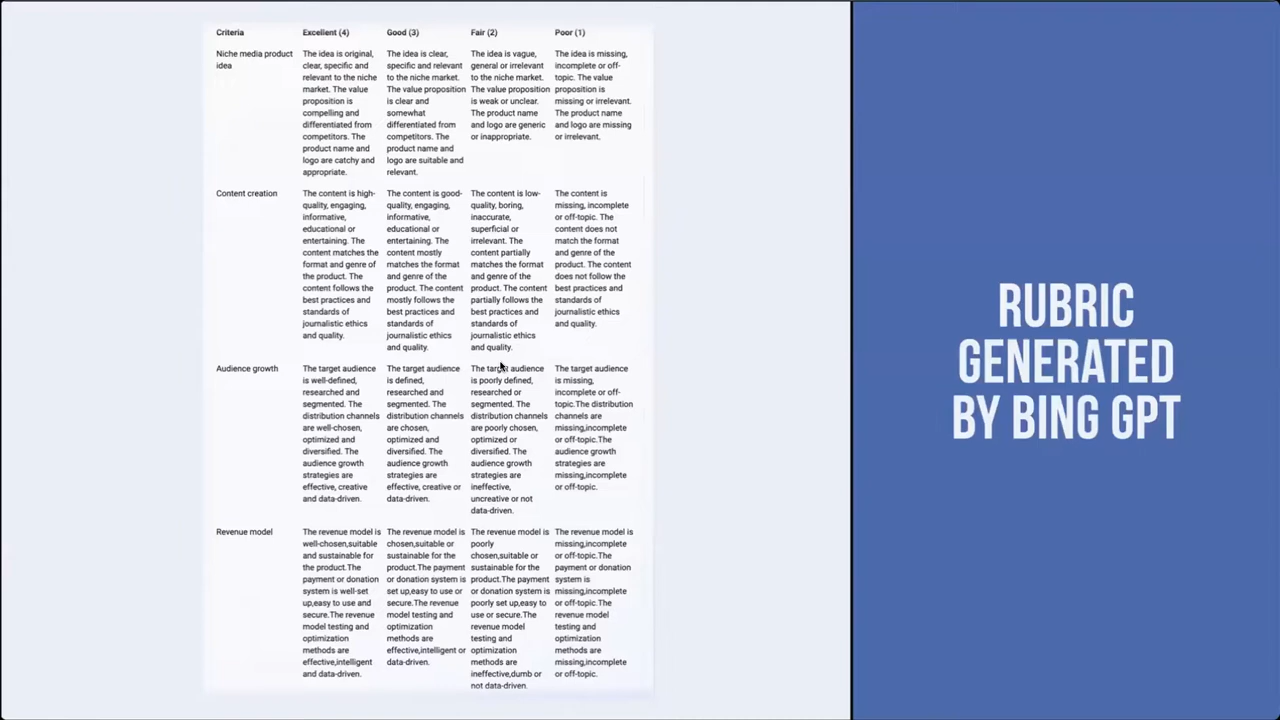 Criteria
Excellent (4)
Good (3)
Fair (2)
Poor (1)
Niche media product
idea
The idea is original,
clear, specific and
relevant to the niche
market. The value
proposition is
compelling and
differentiated from
competitors. The
product name and
logo are catchy and
appropriate.
The idea is clear,
specific and relevant
to the niche market.
The value proposition
is clear and
somewhat
differentiated from
competitors. The
product name and
logo are suitable and
relevant.
The idea is vague,
general or irrelevant
to the niche market.
The value proposition
is weak or unclear.
The product name
and logo are generic
or inappropriate.
The idea is missing,
incomplete or off-
topic. The value
proposition is
missing or irrelevant.
The product name
and logo are missing
or irrelevant.
Content creation
The content is high-
quality, engaging,
informative,
educational or
entertaining. The
content matches the
format and genre of
the product. The
content follows the
best practices and
standards of
journalistic ethics
and quality.
The content is good-
quality, engaging,
informative,
educational or
entertaining. The
content mostly
matches the format
and genre of the
product. The content
mostly follows the
best practices and
standards of
journalistic ethics
and quality.
The content is low-
quality, boring,
inaccurate,
superficial or
irrelevant. The
content partially
matches the format
and genre of the
product. The content
partially follows the
best practices and
standards of
journalistic ethics
and quality.
The content is
missing, incomplete
or off-topic. The
content does not
match the format
and genre of the
product. The content
does not follow the
best practices and
standards of
journalistic ethics
and quality.
Audience growth
The target audience
is well-defined,
researched and
segmented. The
distribution channels
are well-chosen,
optimized and
diversified. The
audience growth
strategies are
effective, creative
and data-driven.
The target audience
is defined,
researched and
segmented. The
distribution channels
are chosen,
optimized and
diversified. The
audience growth
strategies are
effective, creative or
data-driven.
The target audience
is poorly defined,
researched or
segmented. The
distribution channels
are poorly chosen,
optimized or
diversified. The
audience growth
strategies are
ineffective,
uncreative or not
data-driven.
The target audience
is missing,
incomplete or off-
topic.The distribution
channels are
missing,incomplete
or off-topic.The
audience growth
strategies are
missing,incomplete
or off-topic.
Revenue model
The revenue model is
well-chosen,suitable
and sustainable for
the product.The
payment or donation
system is well-set
up,easy to use and
secure.The revenue
model testing and
optimization
methods are
effective,intelligent
and data-driven.
The revenue model is
chosen,suitable or
sustainable for the
product.The payment
or donation system is
set up,easy to use or
secure.The revenue
model testing and
optimization
methods are
effective,intelligent or
data-driven.
The revenue model is
poorly
chosen,suitable or
sustainable for the
product.The payment
or donation system is
poorly set up,easy to
use or secure.The
revenue model
testing and
optimization
methods are
ineffective,dumb or
not data-driven.
The revenue model is
missing,incomplete
or off-topic.The
payment or donation
system is
missing,incomplete
or off-topic.The
revenue model
testing and
optimization
methods are
missing,incomplete
or off-topic.
RUBRIC
GENERATED
BY BING GPT